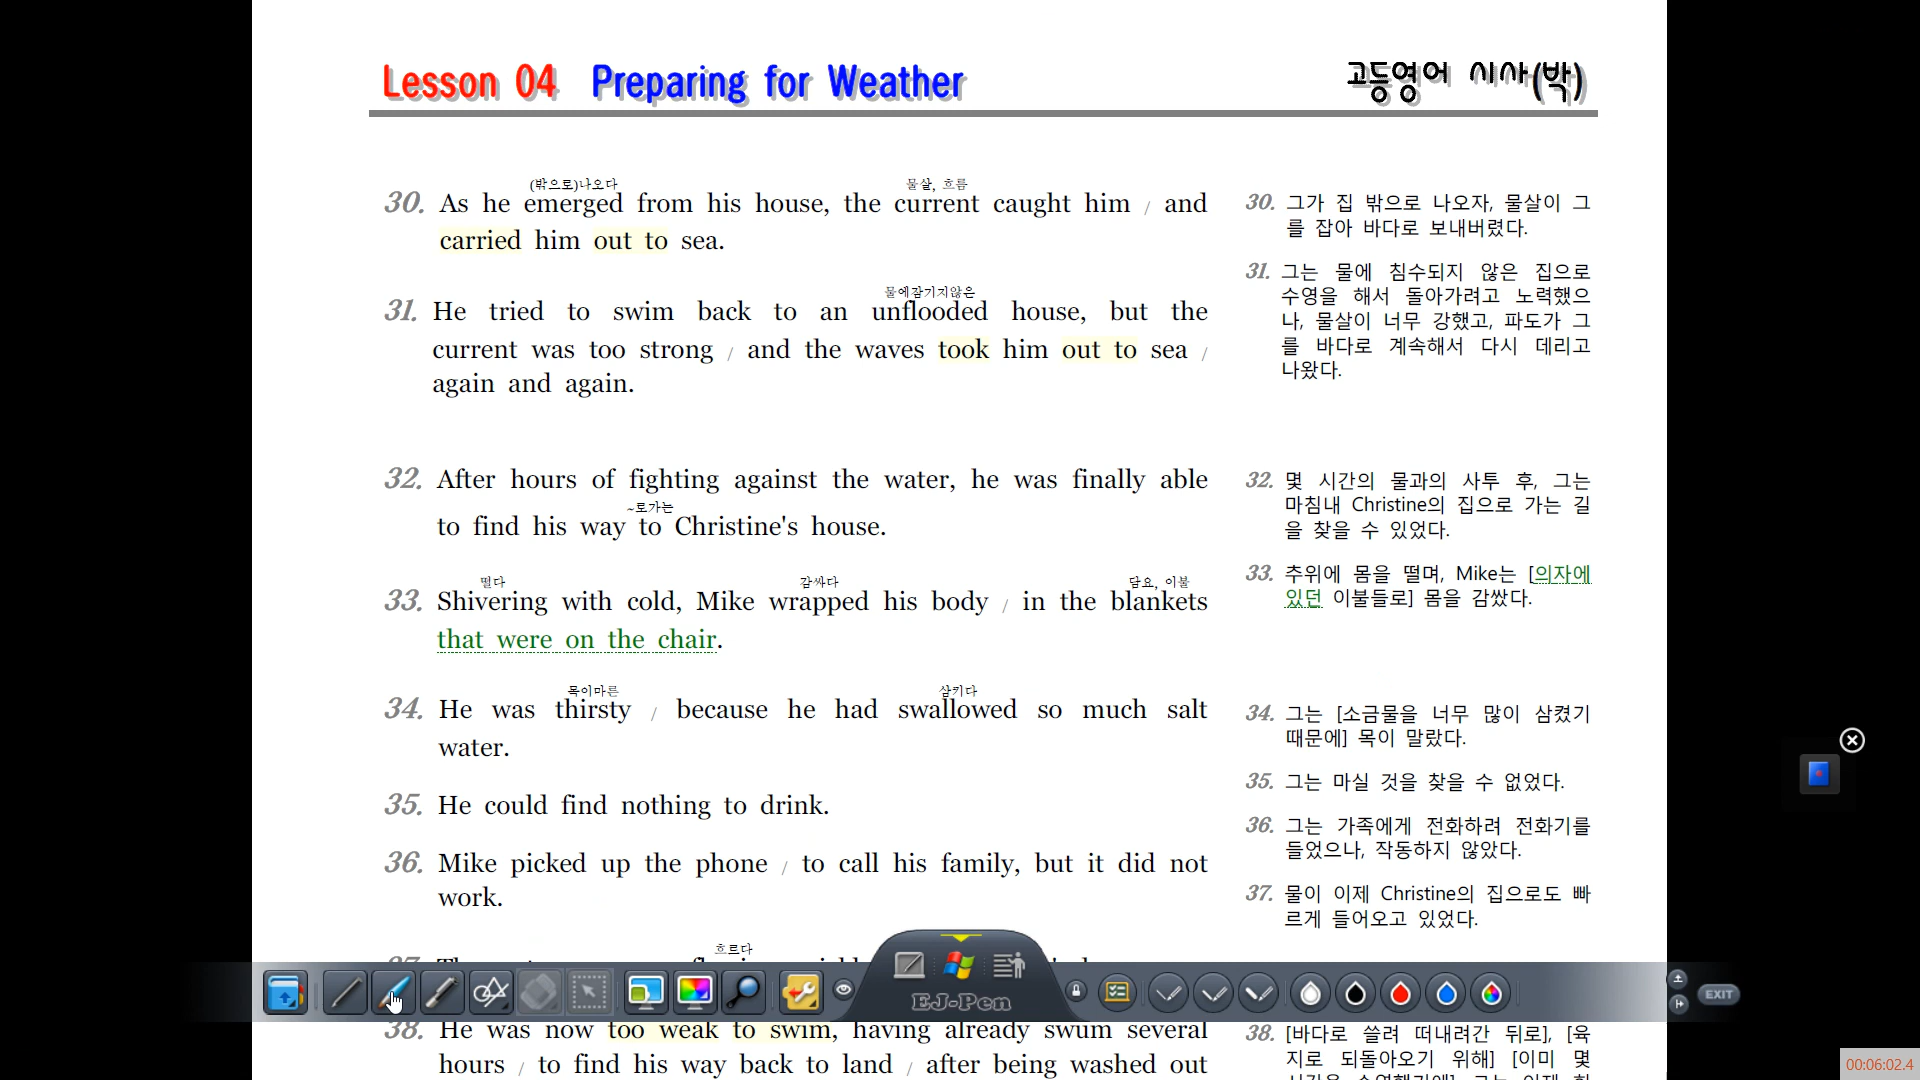 Lesson 04 Preparing for Weather
고등영어 시사(박)
(밖으로)나오다 물살, 흐름
30. As he emerged from his house, the current caught him / and
carried him out to sea.
물에잠기지않은
31. He tried to swim back to an unflooded house, but the
current was too strong / and the waves took him out to sea /
again and again.
32. After hours of fighting against the water, he was finally able
~로가는
to find his way to Christine's house.
떨다 감싸다 담요, 이불
33. Shivering with cold, Mike wrapped his body / in the blankets
that were on the chair.
목이마른 삼키다
34. He was thirsty / because he had swallowed so much salt
water.
35. He could find nothing to drink.
36. Mike picked up the phone / to call his family, but it did not
work.
흐르다
38. He was now too weak to swim, having already swum several
hours / to find his way back to land / after being washed out
30. 그가 집 밖으로 나오자, 물살이 그
를 잡아 바다로 보내버렸다.
31. 그는 물에 침수되지 않은 집으로
수영을 해서 돌아가려고 노력했으
나, 물살이 너무 강했고, 파도가 그
를 바다로 계속해서 다시 데리고
나왔다.
32. 몇 시간의 물과의 사투 후, 그는
마침내 Christine의 집으로 가는 길
을 찾을 수 있었다.
33. 추위에 몸을 떨며, Mike는 [의자에
있던 이불들로] 몸을 감쌌다.
34. 그는 [소금물을 너무 많이 삼켰기
때문에] 목이 말랐다.
35. 그는 마실 것을 찾을 수 없었다.
36. 그는 가족에게 전화하려 전화기를
들었으나, 작동하지 않았다.
37. 물이 이제 Christine의 집으로도 빠
르게 들어오고 있었다.
38. [바다로 쓸려 떠내려간 뒤로], [육
지로 되돌아오기 위해] [이미 몇
EJ-Pen
EXIT
00:06:02.4